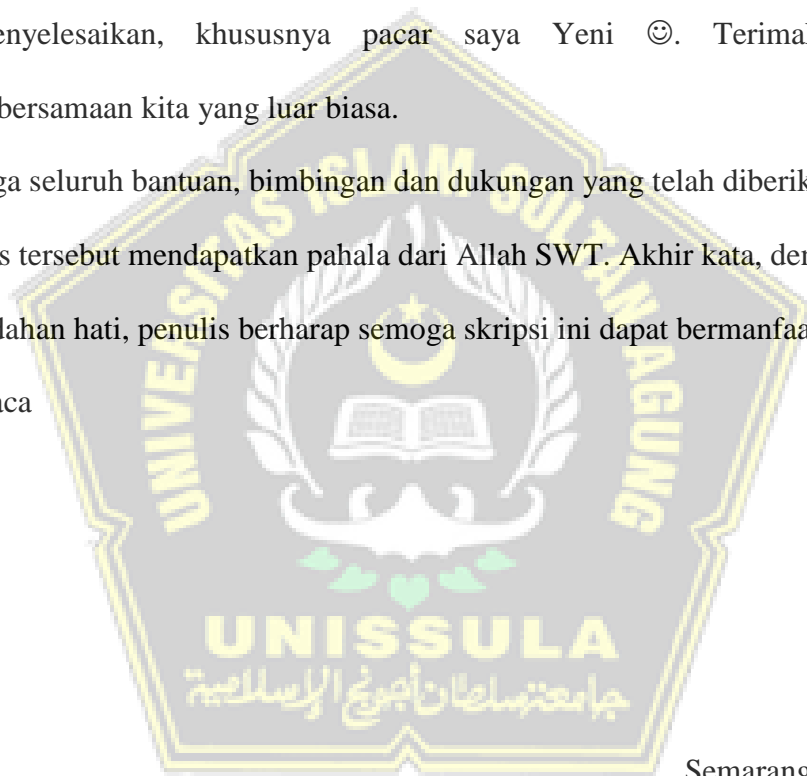 enyelesaikan, khususnya pacar saya Yeni ☺. Terimal
bersamaan kita yang luar biasa.
ga seluruh bantuan, bimbingan dan dukungan yang telah diberik
s tersebut mendapatkan pahala dari Allah SWT. Akhir kata, den
dahan hati, penulis berharap semoga skripsi ini dapat bermanfaa
aca
UNIVERSITAS ISLAM SULTAN AGUNG
UNISSULA
جامعة سلطان أجونج الإسلامية
Semarang